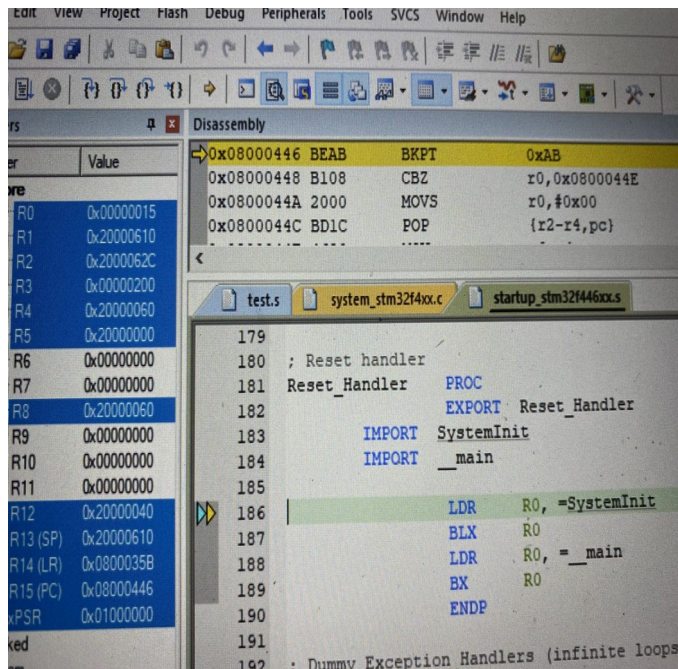 Edit View Project Flash Debug Peripherals Tools SVCS Window Help
Disassembly
Value
R0 0x00000015
R1 0x20000610
R2 0x2000062C
R3 0x00000200
R4 0x20000060
R5 0x20000000
R6 0x00000000
R7 0x00000000
R8 0x20000060
R9 0x00000000
R10 0x00000000
R11 0x00000000
R12 0x20000040
R13 (SP) 0x20000610
R14 (LR) 0x0800035B
R15 (PC) 0x08000446
xPSR 0x01000000
0x08000446 BEAB BKPT 0xAB
0x08000448 B108 CBZ r0,0x0800044E
0x0800044A 2000 MOVS r0,#0x00
0x0800044C BD1C POP {r2-r4,pc}
test.s system_stm32f4xx.c startup_stm32f446xx.s
179
180 ; Reset handler
181 Reset_Handler PROC
182 EXPORT Reset_Handler
183 IMPORT SystemInit
184 IMPORT __main
185
186 LDR R0, =SystemInit
187 BLX R0
188 LDR R0, =__main
189 BX R0
190 ENDP
191
192 ; Dummy Exception Handlers (infinite loops